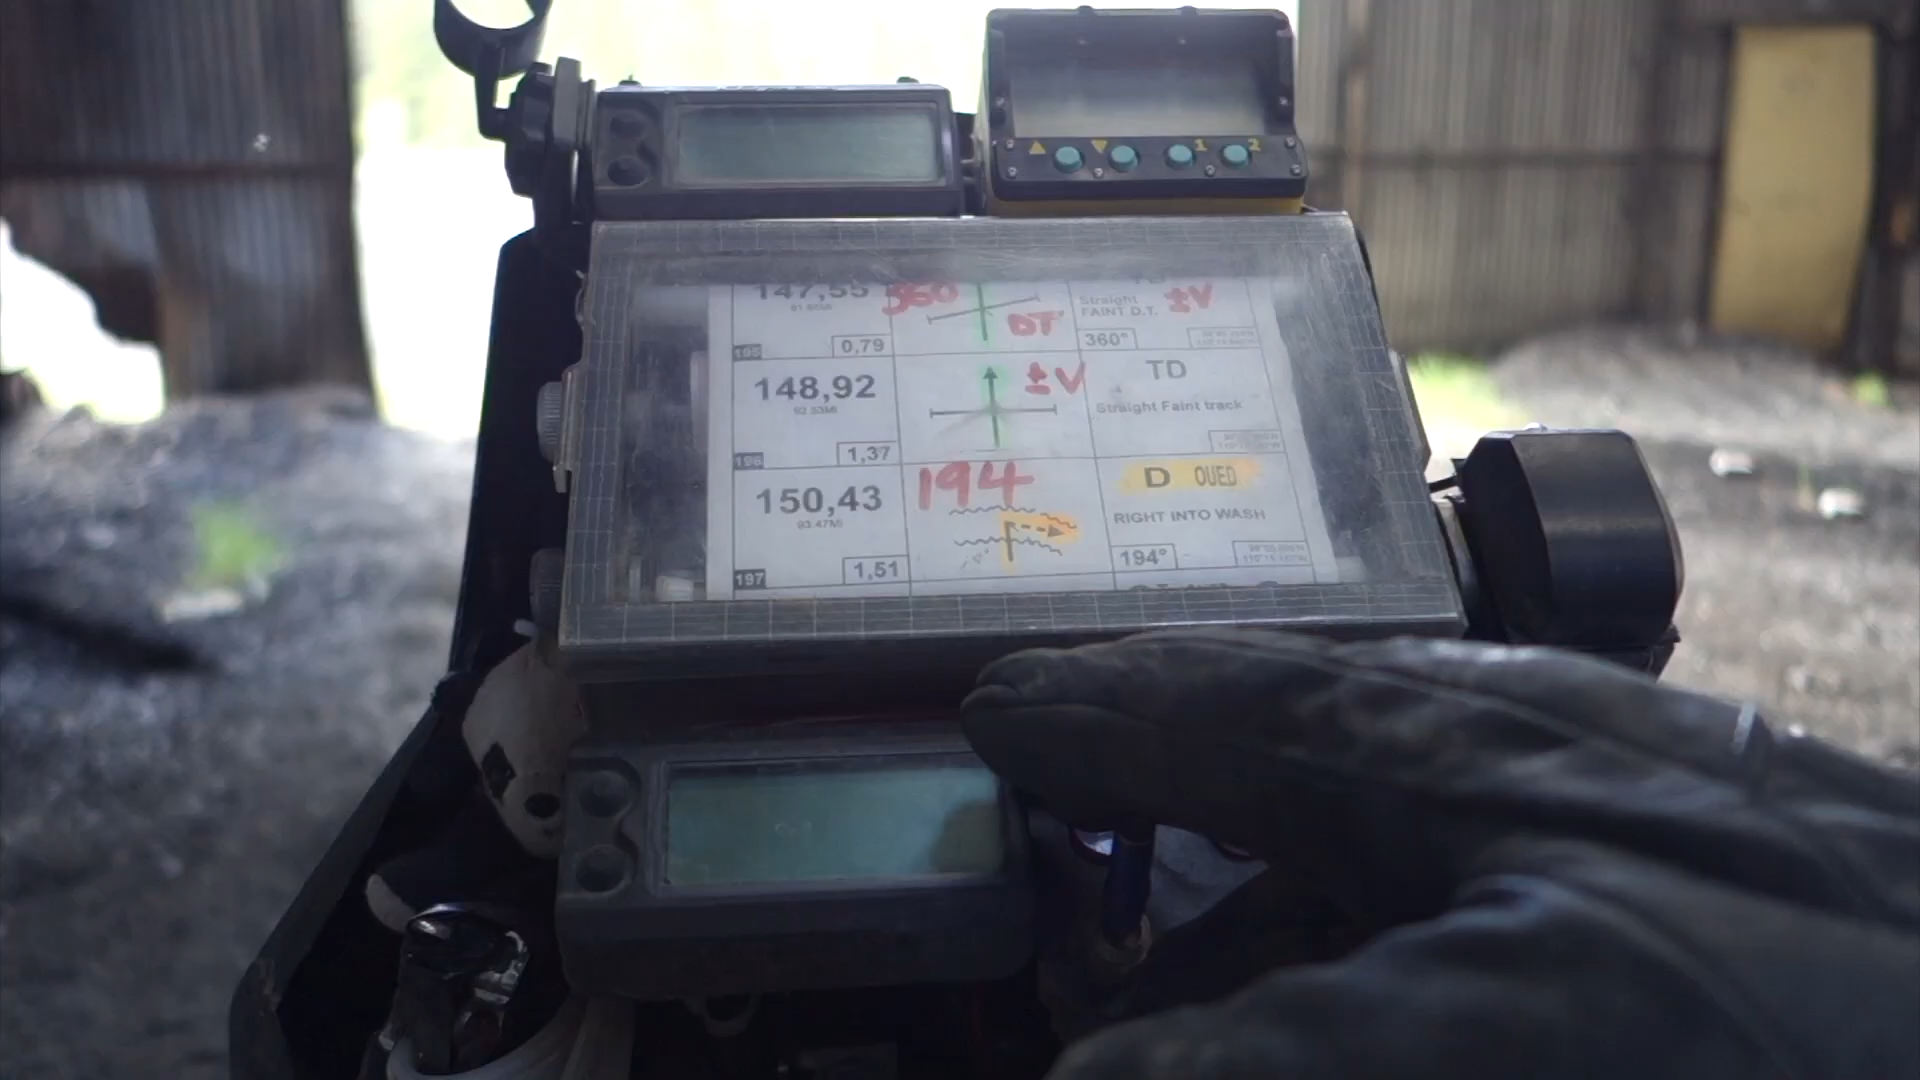 1 2
147,55 360 ±V
Straight
FAINT D.T.
DT
195 0,79 360°
148,92 ±V TD
92.53MI
Straight Faint track
196 1,37
150,43 194 D OUED
93.47MI
RIGHT INTO WASH
197 1,51 194°